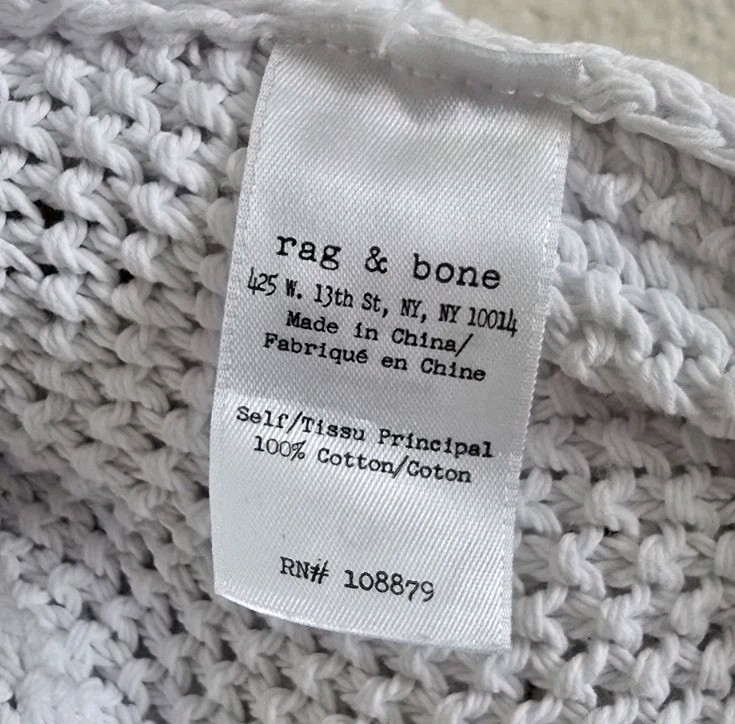 rag & bone
425 W. 13th St, NY, NY 10014
Made in China/
Fabriqué en Chine
Self/Tissu Principal
100% Cotton/Coton
RN# 108879